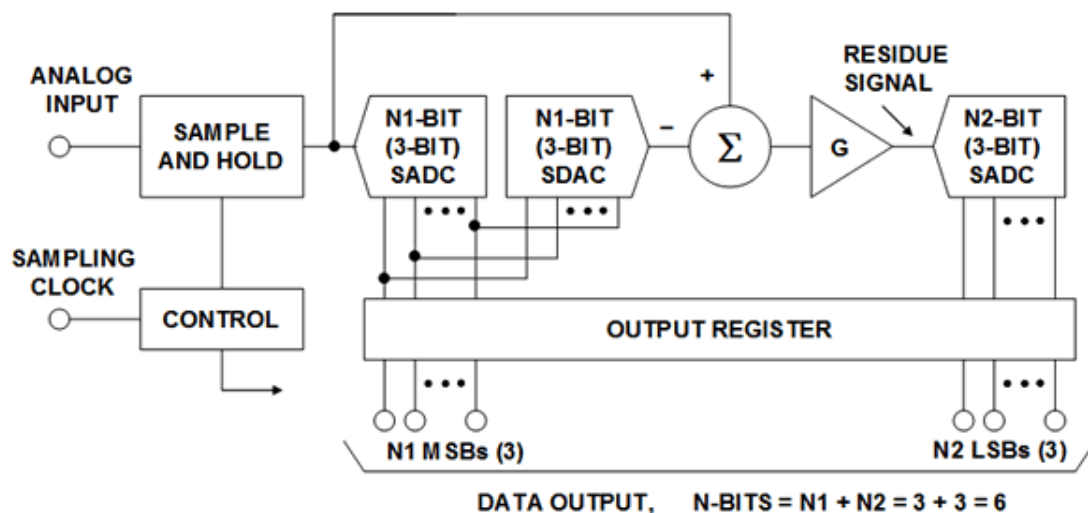 ANALOG
INPUT
SAMPLE
AND HOLD
N1-BIT
(3-BIT)
SADC
N1-BIT
(3-BIT)
SDAC
+
–
Σ
G
RESIDUE
SIGNAL
N2-BIT
(3-BIT)
SADC
SAMPLING
CLOCK
CONTROL
OUTPUT REGISTER
N1 MSBs (3)
N2 LSBs (3)
DATA OUTPUT, N-BITS = N1 + N2 = 3 + 3 = 6